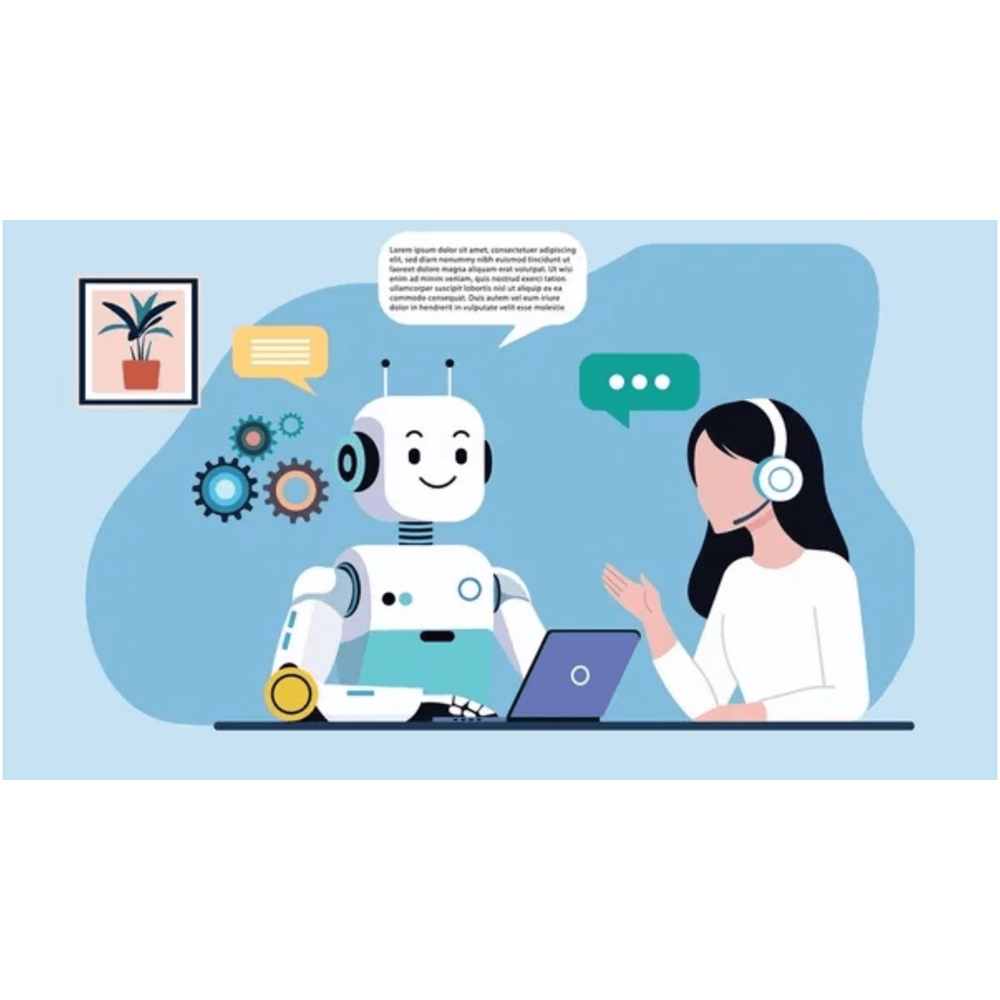 Lorem ipsum dolor sit amet, consectetuer adipiscing
elit, sed diam nonummy nibh euismod tincidunt ut
laoreet dolore magna aliquam erat volutpat. Ut wisi
enim ad minim veniam, quis nostrud exerci tation
ullamcorper suscipit lobortis nisl ut aliquip ex ea
commodo consequat. Duis autem vel eum iriure
dolor in hendrerit in vulputate velit esse molestie